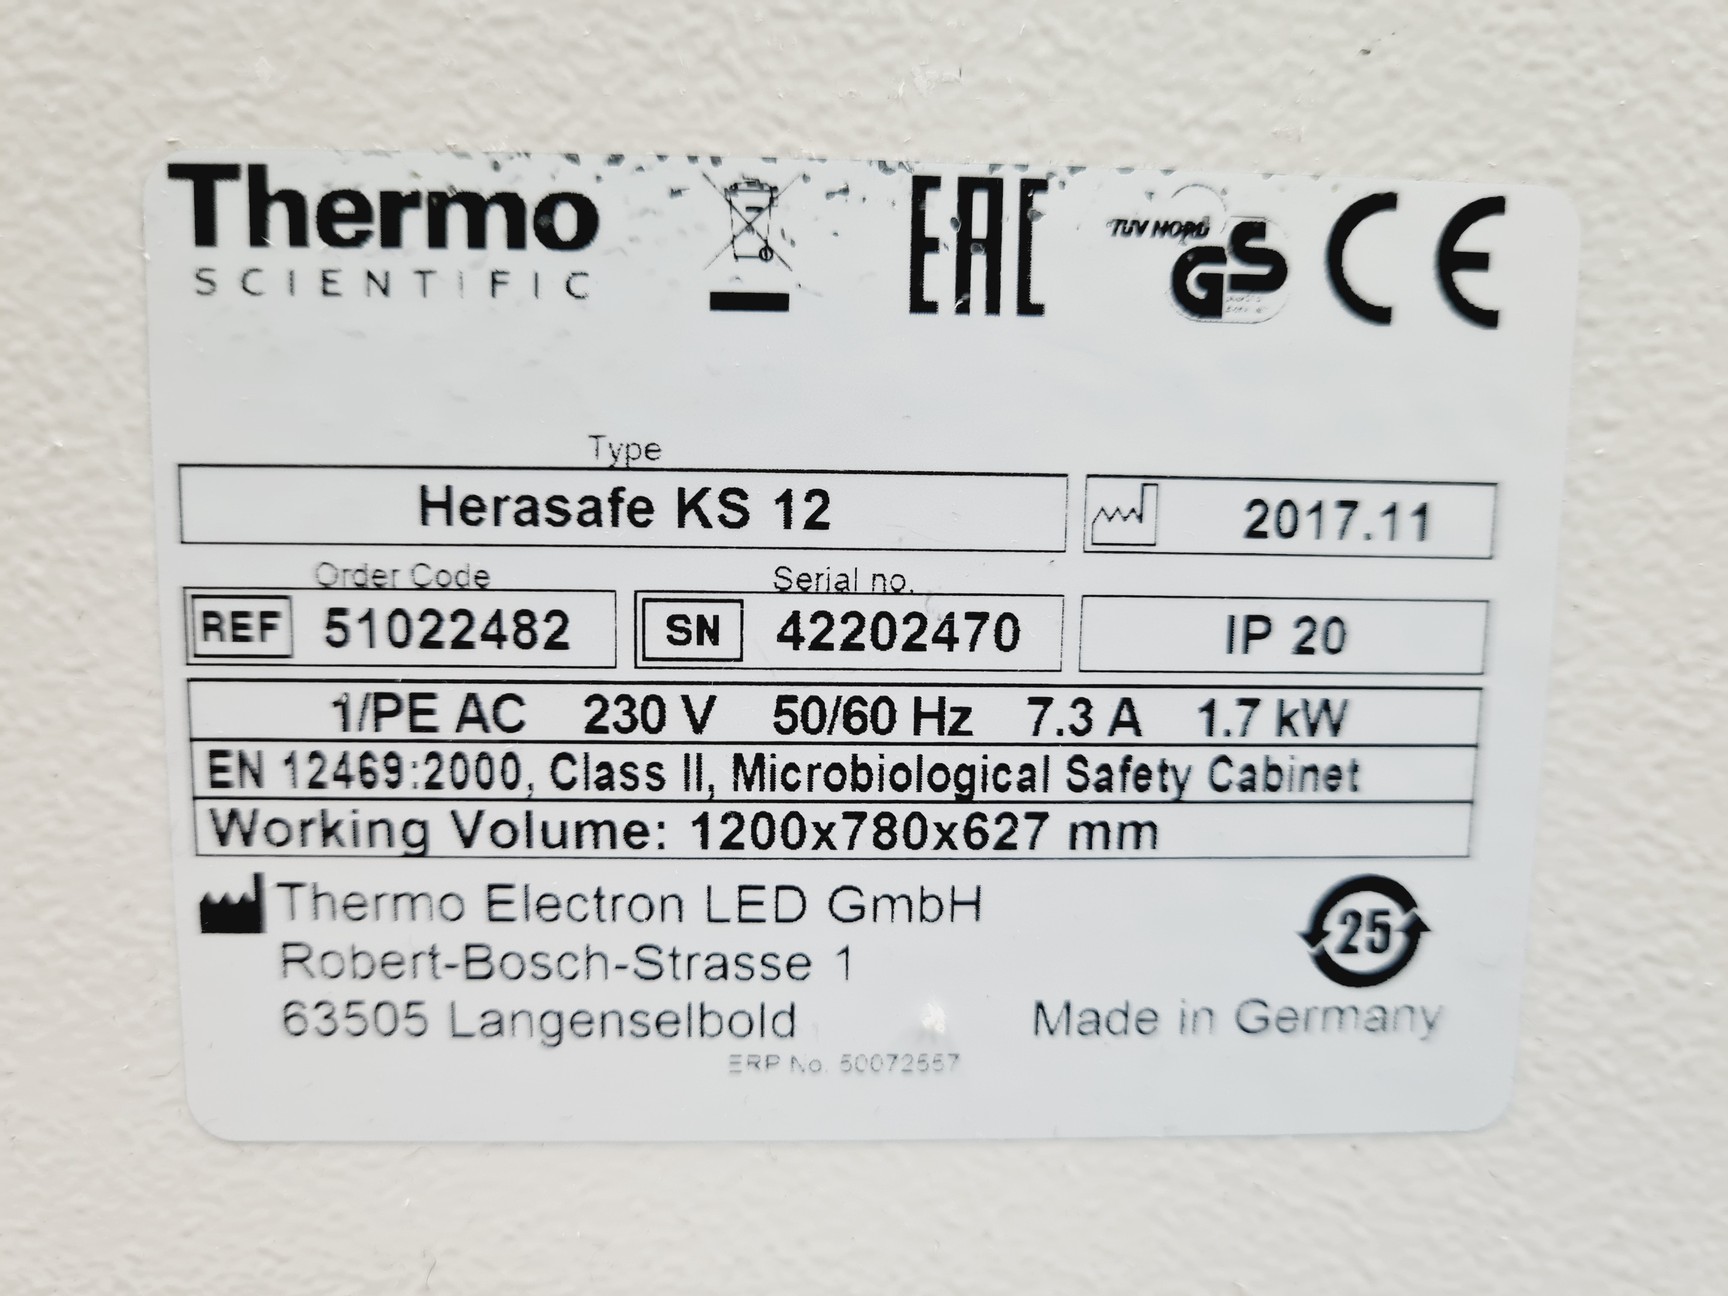 Thermo
SCIENTIFIC
EAC
TÜV NORD
GS
CE
Type
Herasafe KS 12
2017.11
Order Code
Serial no.
REF 51022482
SN 42202470
IP 20
1/PE AC 230 V 50/60 Hz 7.3 A 1.7 kW
EN 12469:2000, Class II, Microbiological Safety Cabinet
Working Volume: 1200x780x627 mm
Thermo Electron LED GmbH
Robert-Bosch-Strasse 1
63505 Langenselbold
25
Made in Germany
ERP No. 50072557